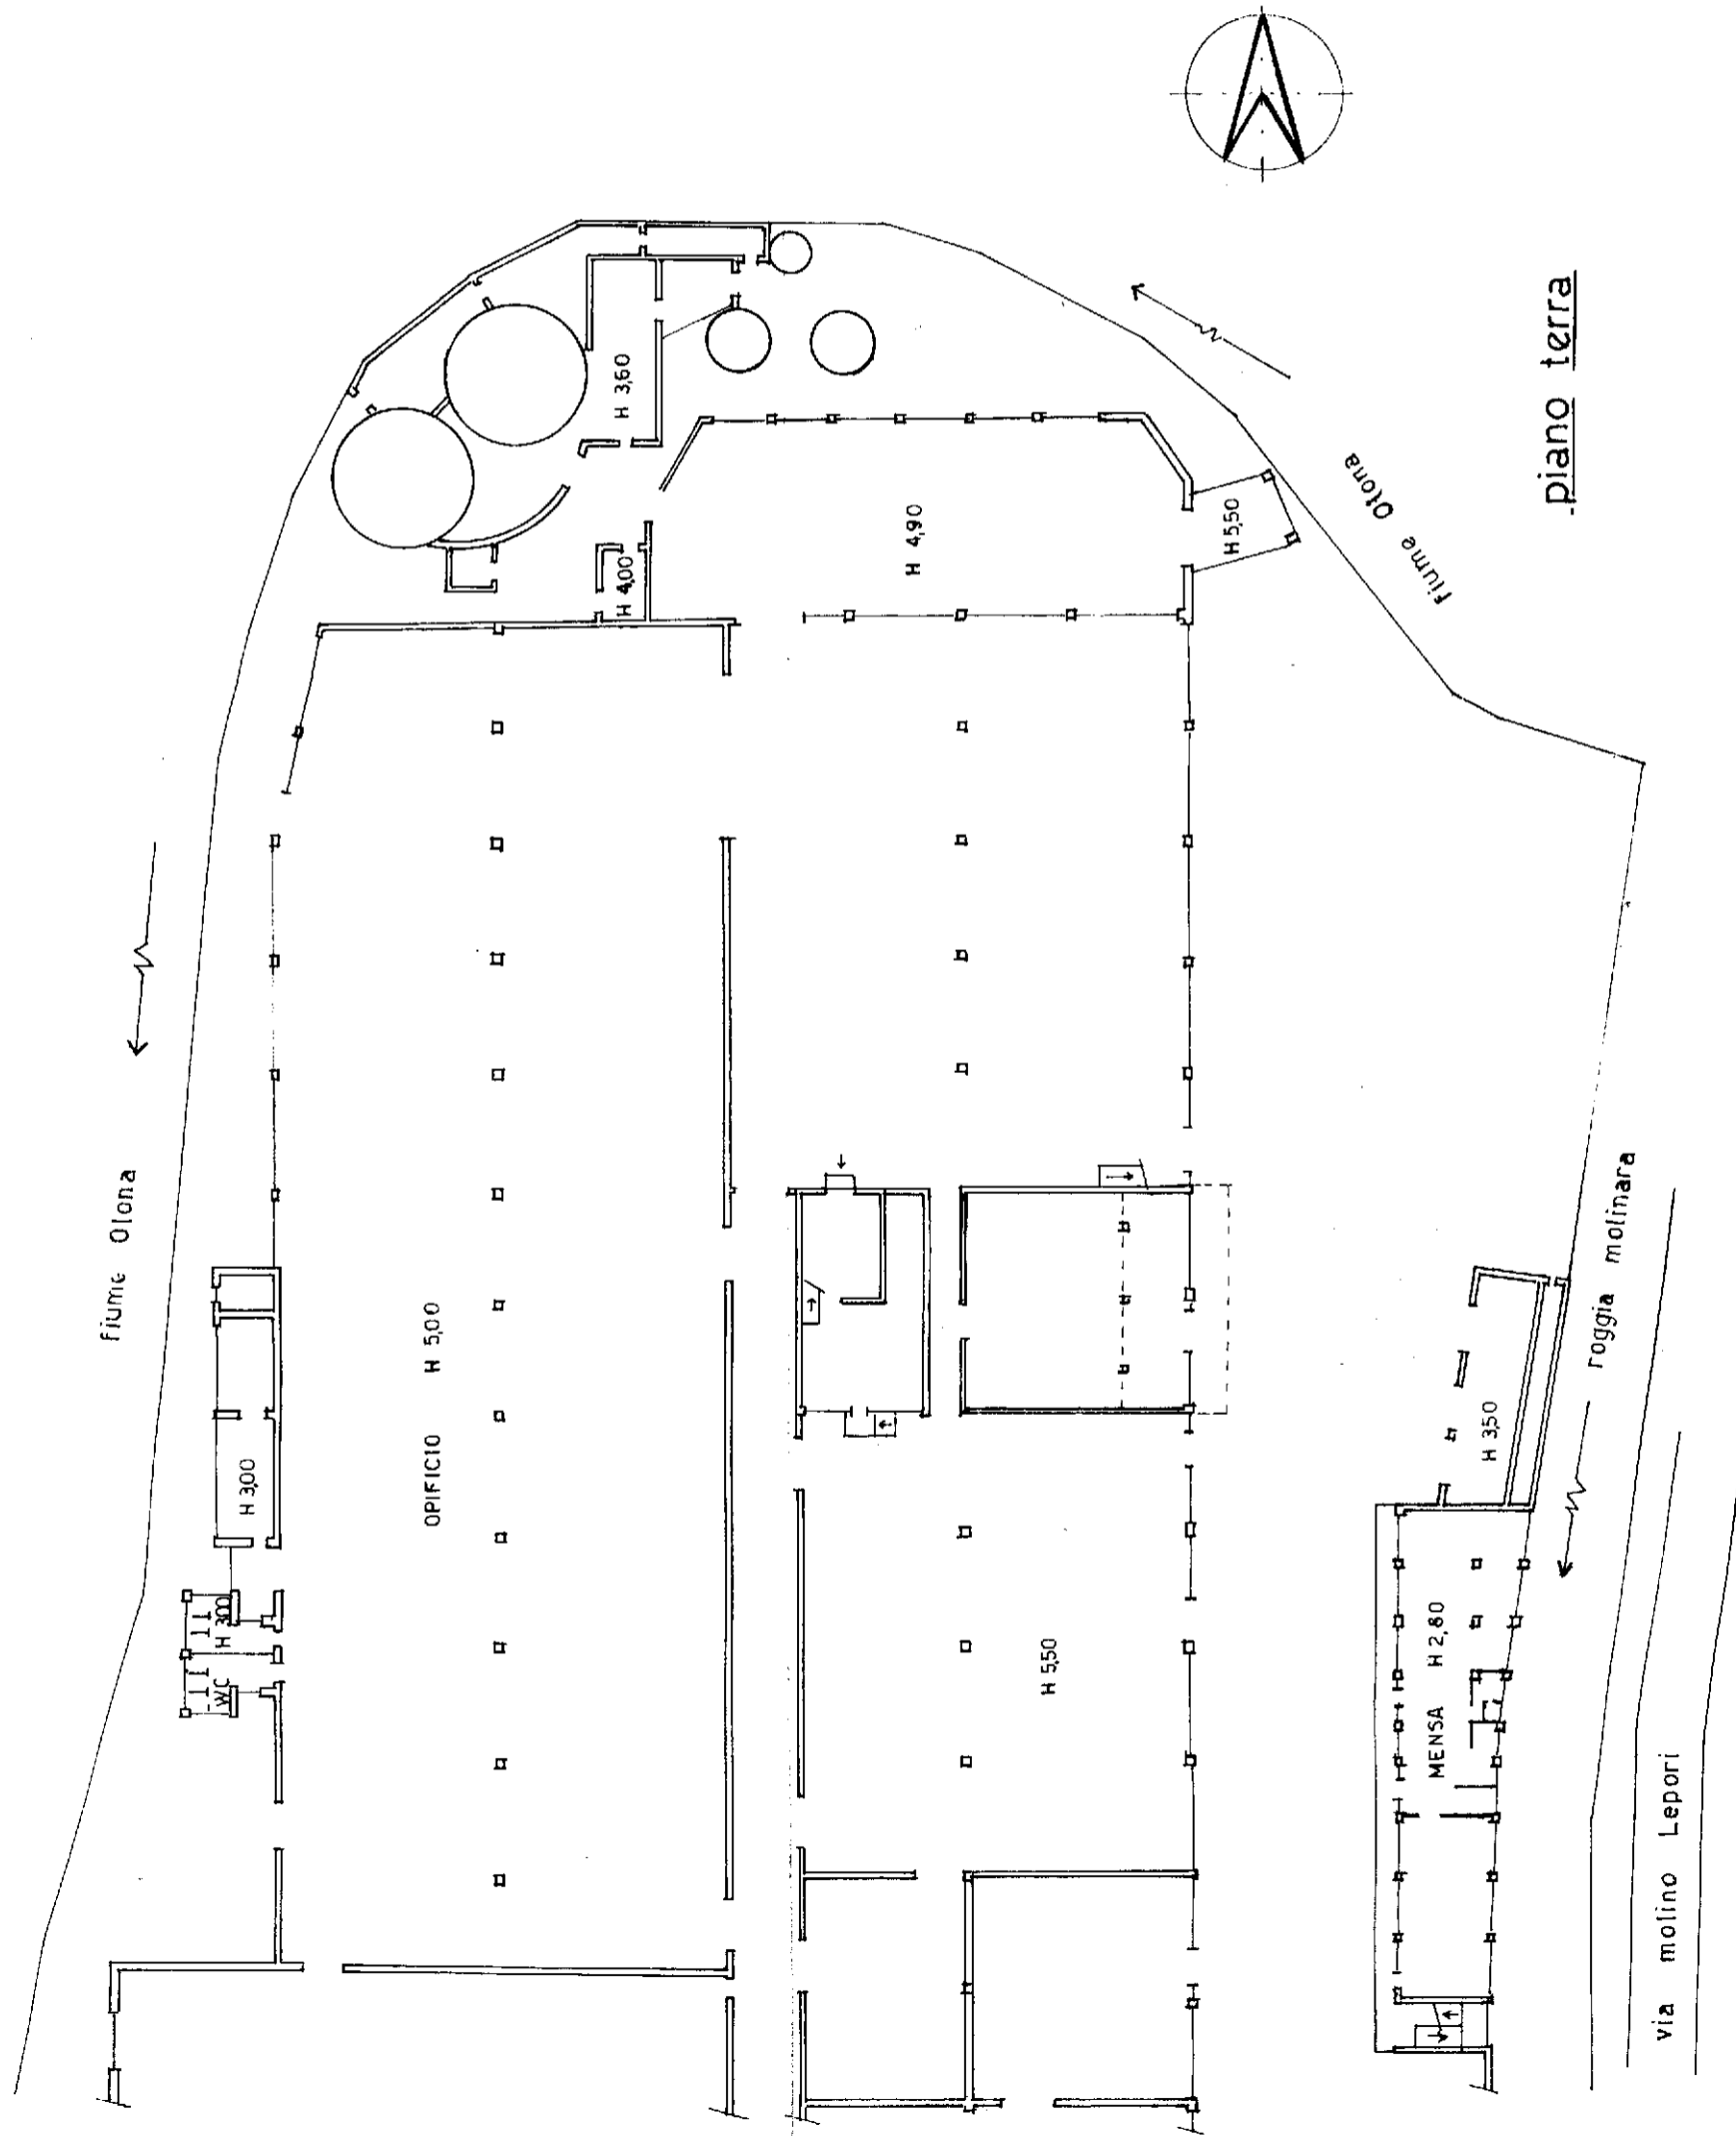 fiume Olona
WC
H 3,00
H 3,00
OPIFICIO H 5,00
H 4,00
H 3,60
H 4,90
H 5,50
H 5,50
fiume Olona
MENSA H 2,80
H 3,50
piano terra
roggia molinara
Via molino Lepori